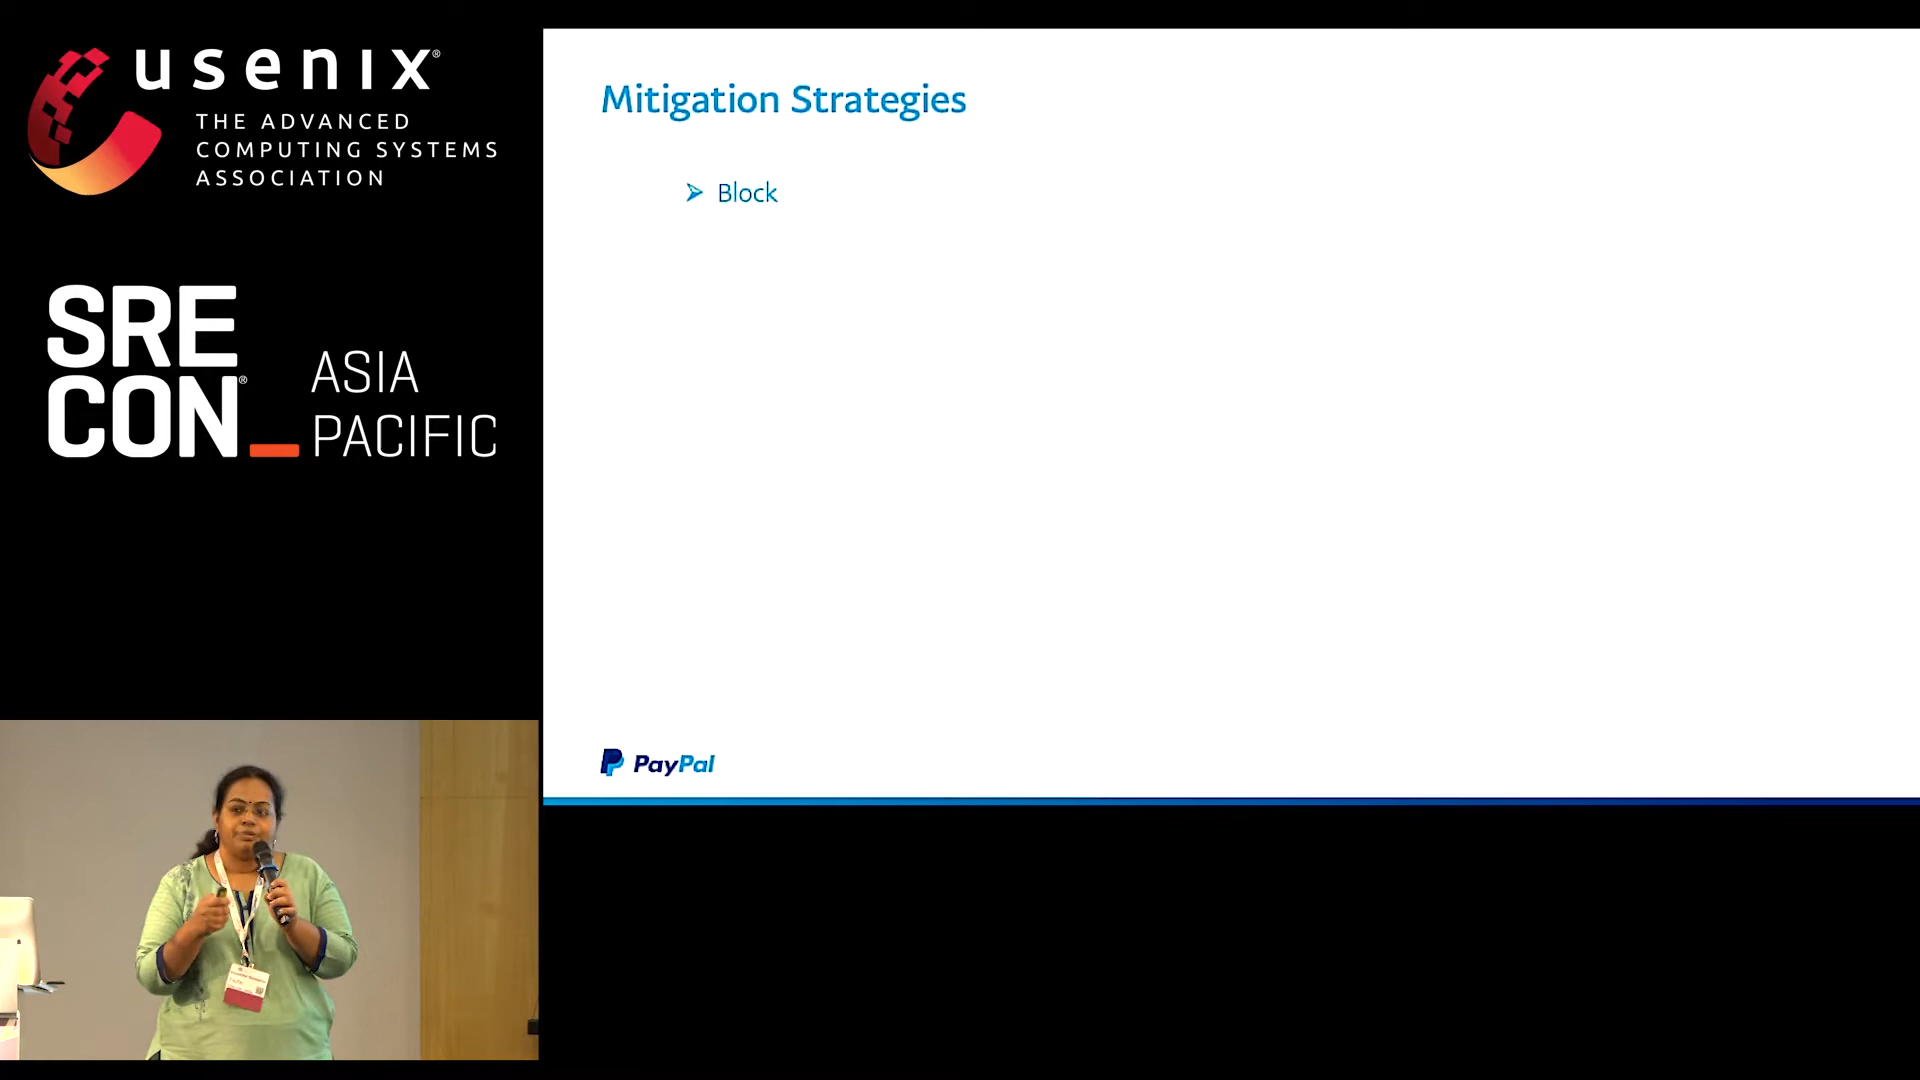 usenix®
THE ADVANCED
COMPUTING SYSTEMS
ASSOCIATION
SRE
CON®
ASIA
PACIFIC
Mitigation Strategies
➢ Block
PayPal